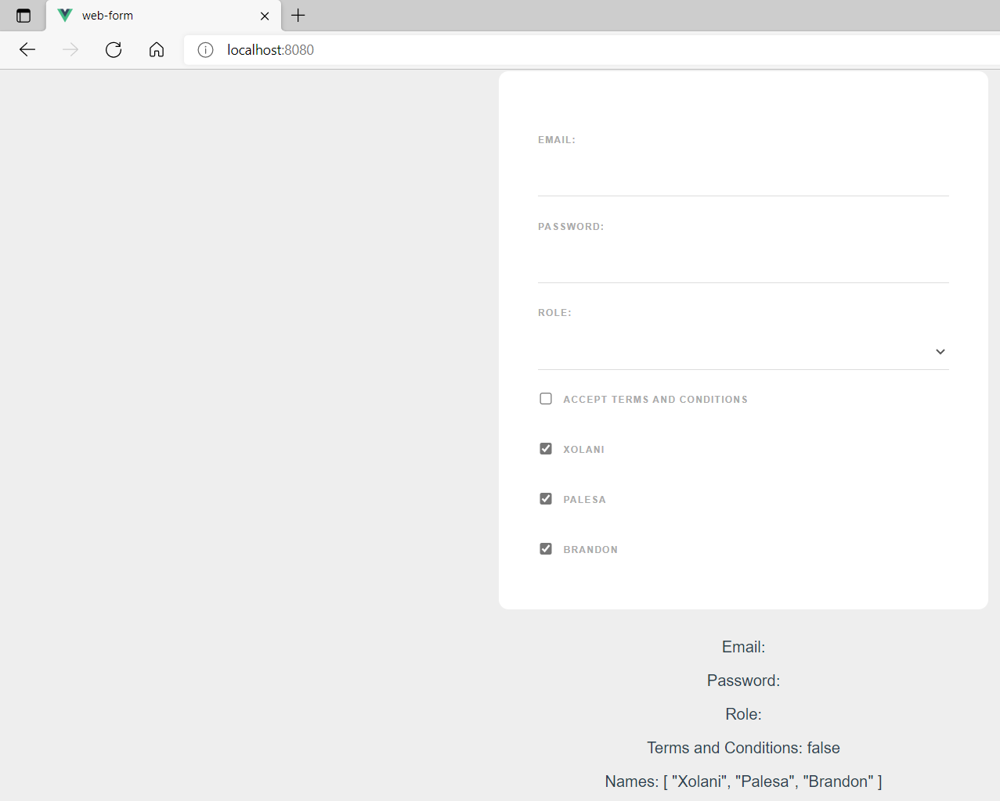 web-form
localhost:8080
EMAIL:
PASSWORD:
ROLE:
ACCEPT TERMS AND CONDITIONS
XOLANI
PALESA
BRANDON
Email:
Password:
Role:
Terms and Conditions: false
Names: [ "Xolani", "Palesa", "Brandon" ]